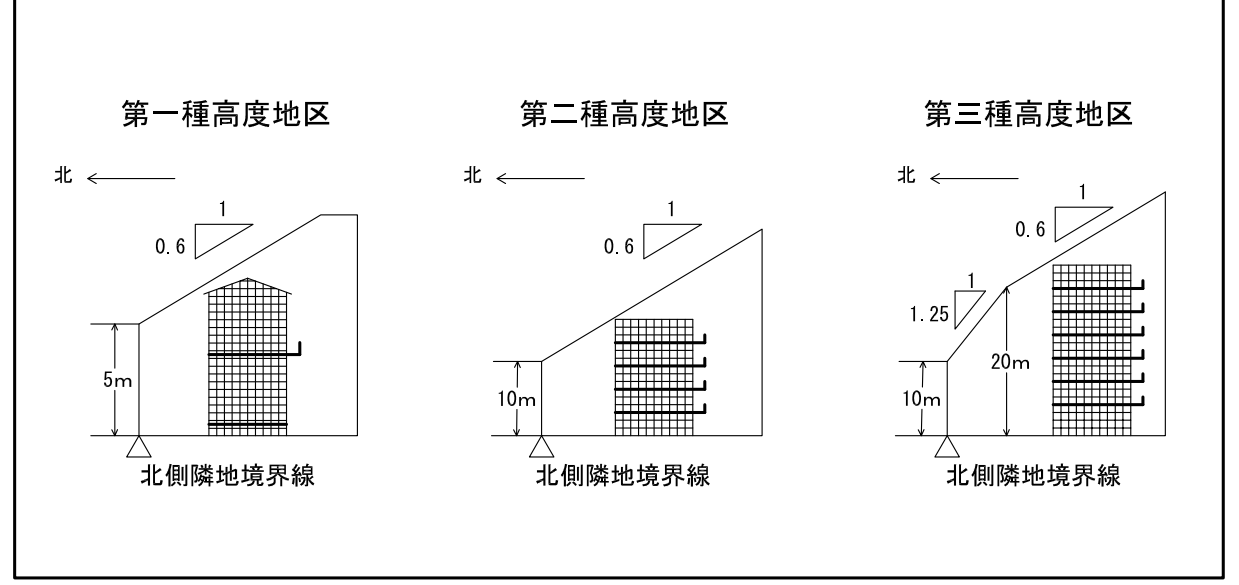 第一種高度地区
北
1
0.6
5m
北側隣地境界線
第二種高度地区
北
1
0.6
10m
北側隣地境界線
第三種高度地区
北
1
0.6
1
1.25
20m
10m
北側隣地境界線